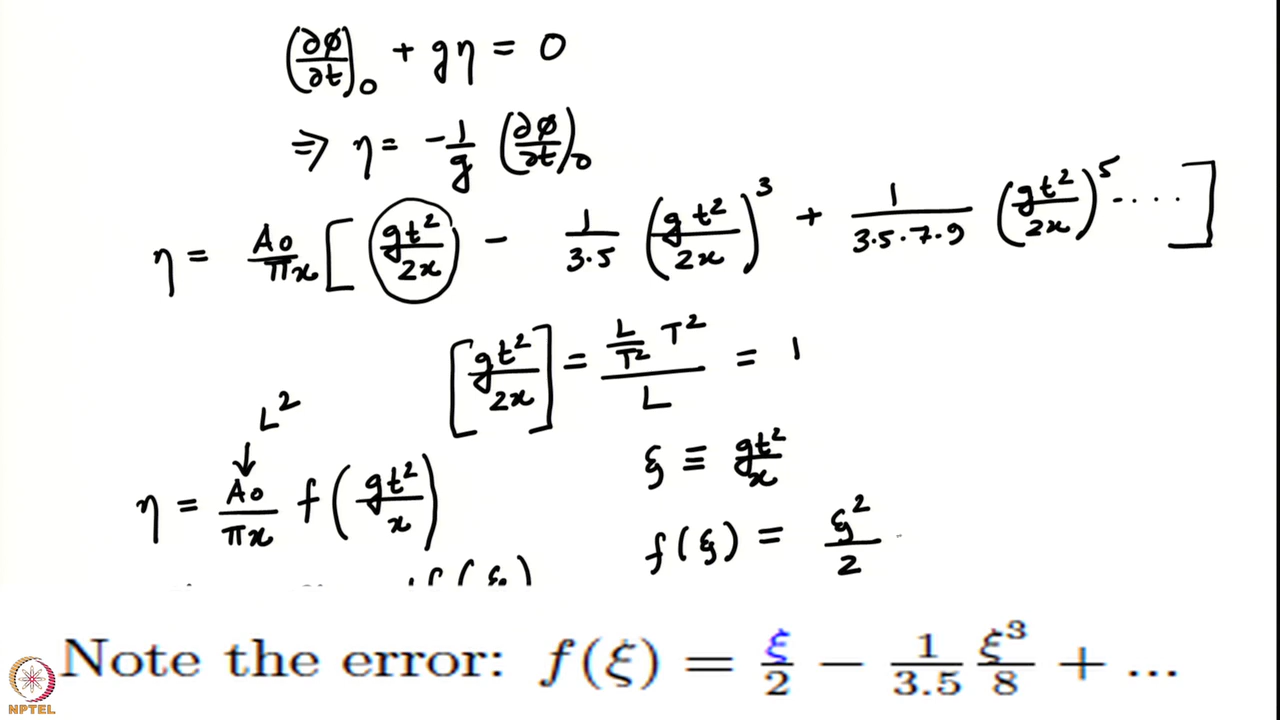 (∂φ/∂t)₀ + gη = 0
⇒ η = -1/g (∂φ/∂t)₀
η = A₀/πx [ (gt²/2x) - 1/3·5 (gt²/2x)³ + 1/3·5·7·9 (gt²/2x)⁵ ····· ]
[gt²/2x] = (L/T² T²)/L = 1
L²
↓
ξ ≡ gt²/x
η = A₀/πx f(gt²/x)
f(ξ) = ξ²/2
Note the error: f(ξ) = ξ/2 − 1/3.5 ξ³/8 + ...
NPTEL